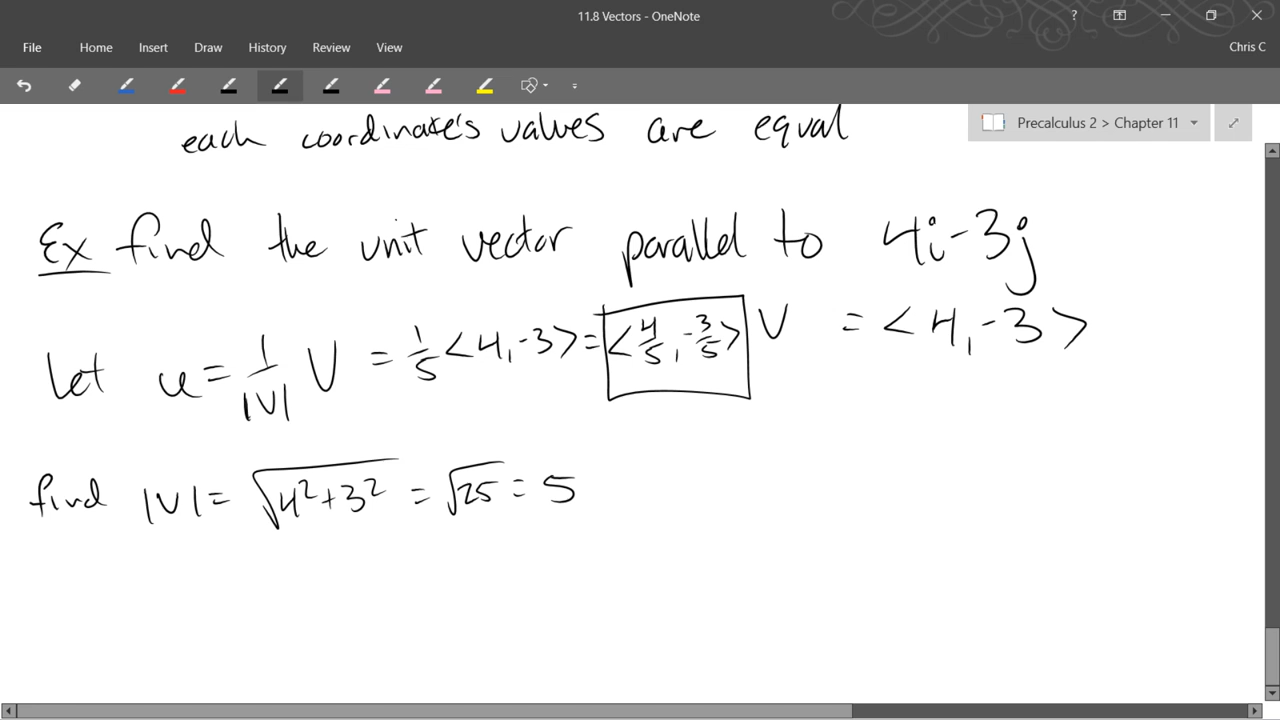 11.8 Vectors - OneNote
?
File Home Insert Draw History Review View
Chris C
Precalculus 2 > Chapter 11
each coordinate's values are equal
Ex find the unit vector parallel to 4i-3j
Let u = 1/|V| V = 1/5 <4, -3> = <4/5, -3/5> V = <4, -3>
find |V| = √(4²+3²) = √25 = 5